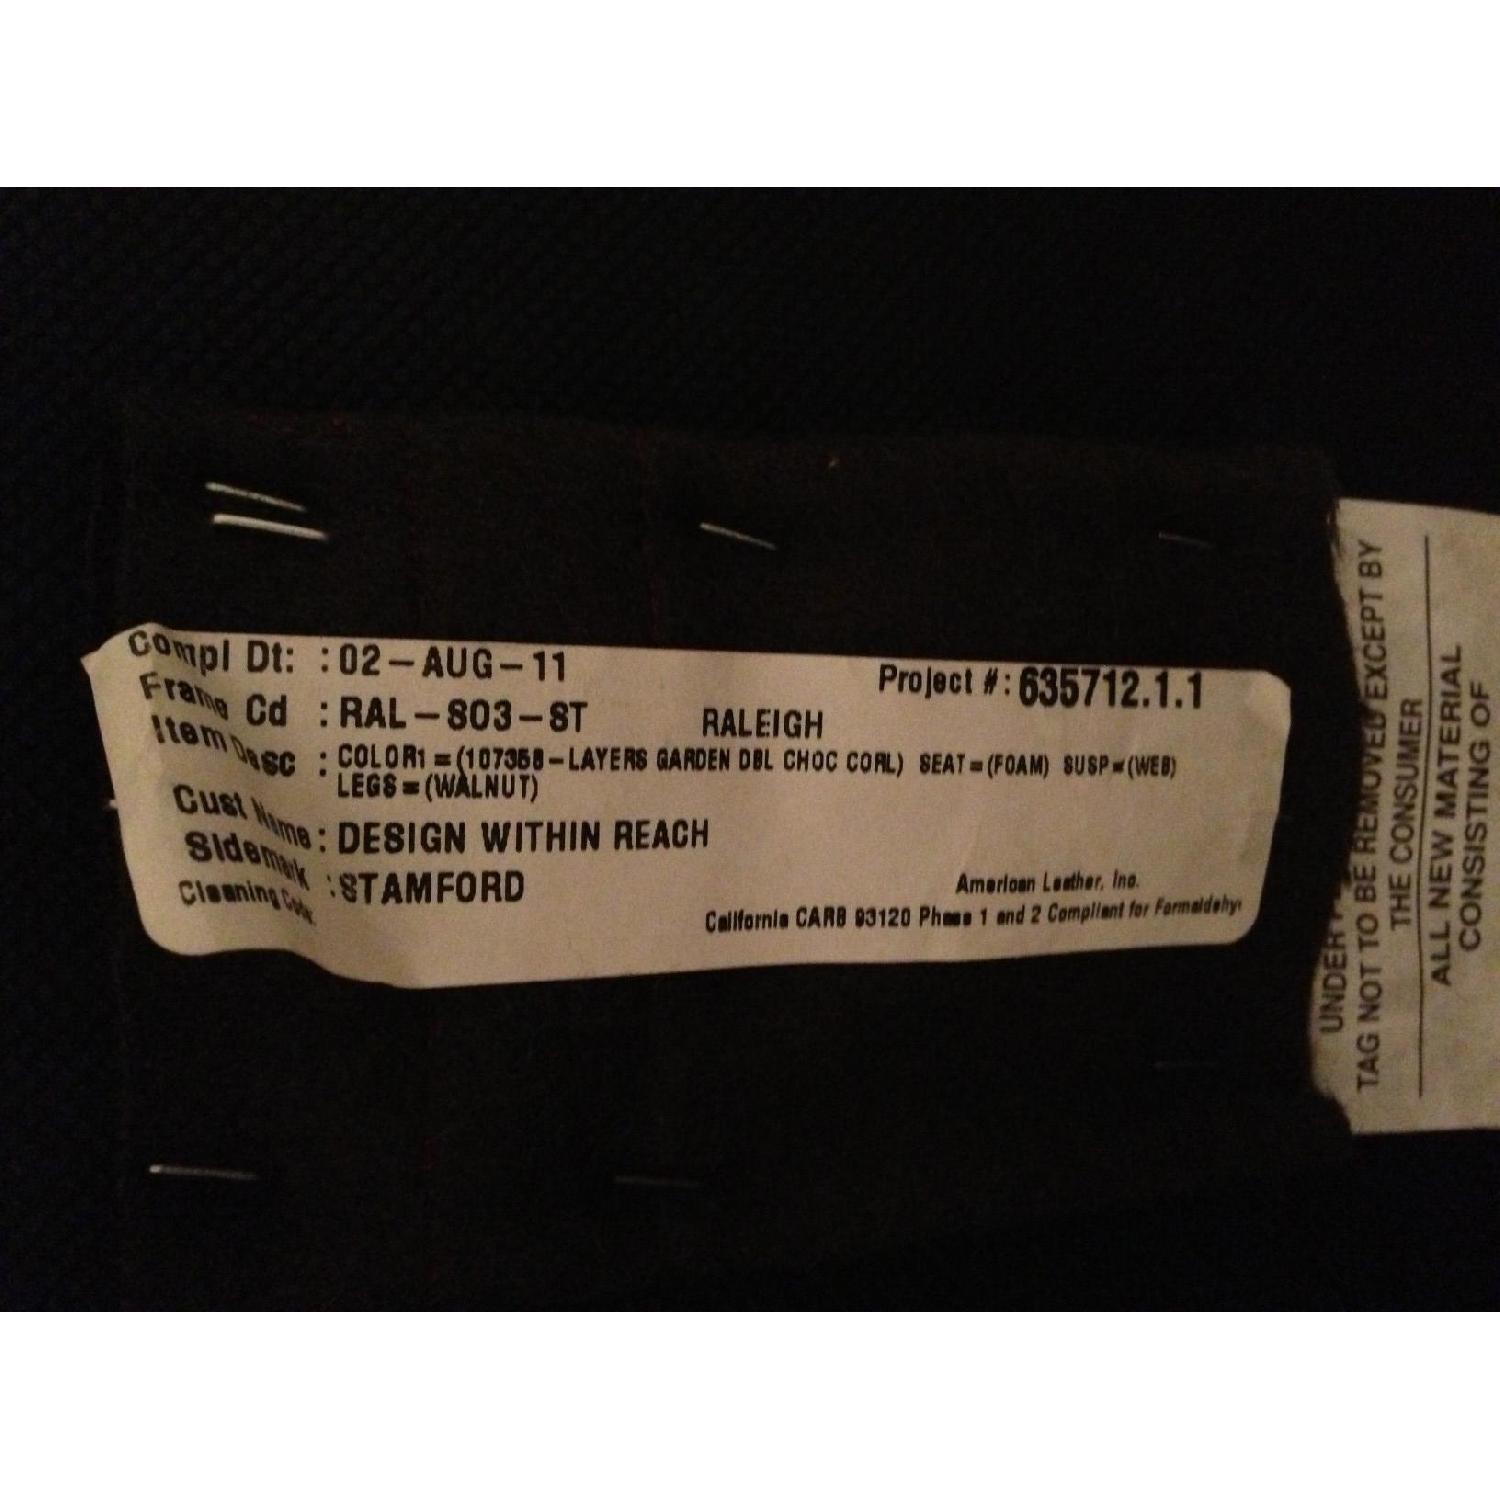 Compl Dt: : 02-AUG-11 Project #: 635712.1.1
Frame Cd : RAL-S03-ST RALEIGH
Item Desc : COLOR1=(107358-LAYERS GARDEN DBL CHOC CORL) SEAT=(FOAM) SUSP=(WEB)
LEGS=(WALNUT)
Cust Name : DESIGN WITHIN REACH
Sidemark : STAMFORD
Cleaning Code:
American Leather, Inc.
California CARB 93120 Phase 1 and 2 Compliant for Formaldehy
UNDER
TAG NOT TO BE REMOVED EXCEPT BY
THE CONSUMER
ALL NEW MATERIAL
CONSISTING OF